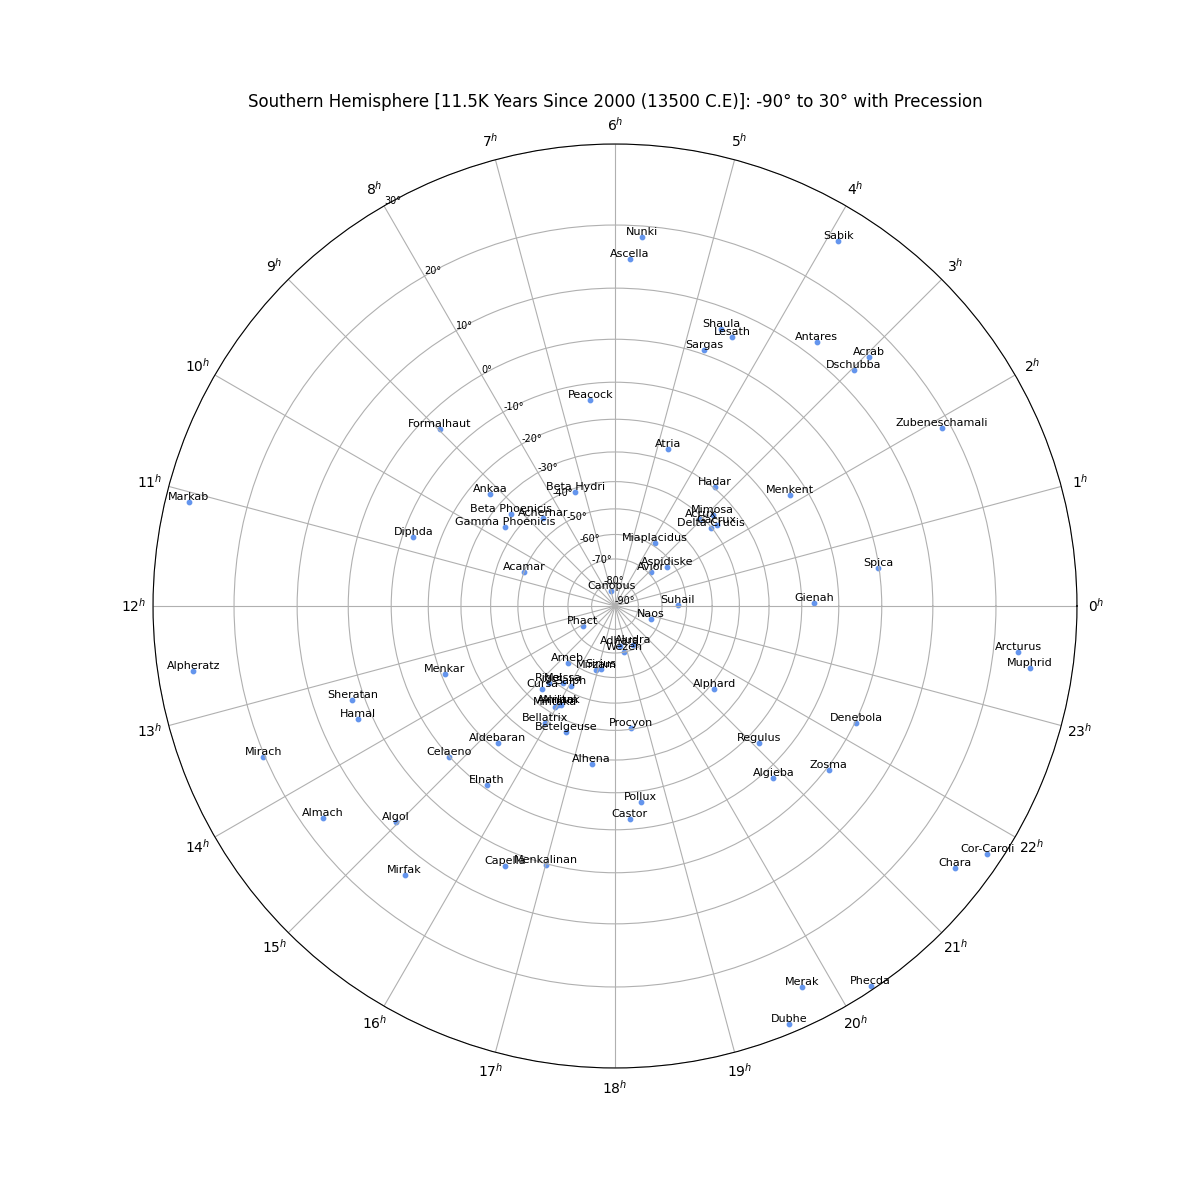 Southern Hemisphere [11.5K Years Since 2000 (13500 C.E)]: -90° to 30° with Precession
6ʰ
7ʰ
5ʰ
8ʰ
4ʰ
30°
Nunki
Sabik
Ascella
9ʰ
3ʰ
20°
Shaula
Lesath
10°
Antares
Sargas
Acrab
Dschubba
10ʰ
2ʰ
0°
Peacock
-10°
Formalhaut
Zubeneschamali
-20°
Atria
-30°
11ʰ
1ʰ
Hadar
Beta Hydri
Ankaa
-40°
Menkent
Markab
Beta Phoenicis
Achernar
Mimosa
Acrux
-50°
Gamma Phoenicis
Delta Crucis
Diphda
-60°
Miaplacidus
-70°
Aspidiske
Spica
Acamar
Avior
-80°
Canopus
Suhail
Gienah
-90°
12ʰ
0ʰ
Naos
Phact
Aludra
Wezen
Arcturus
Arneb
Muphrid
Sirius
Alpheratz
Menkar
Cursa
Alphard
Sheratan
Hamal
Bellatrix
Denebola
Betelgeuse
Procyon
13ʰ
23ʰ
Aldebaran
Regulus
Mirach
Celaeno
Alhena
Zosma
Elnath
Algieba
Pollux
Almach
Algol
Castor
14ʰ
22ʰ
Cor-Caroli
Capella
Menkalinan
Chara
Mirfak
15ʰ
21ʰ
Merak
Phecda
Dubhe
16ʰ
20ʰ
17ʰ
19ʰ
18ʰ